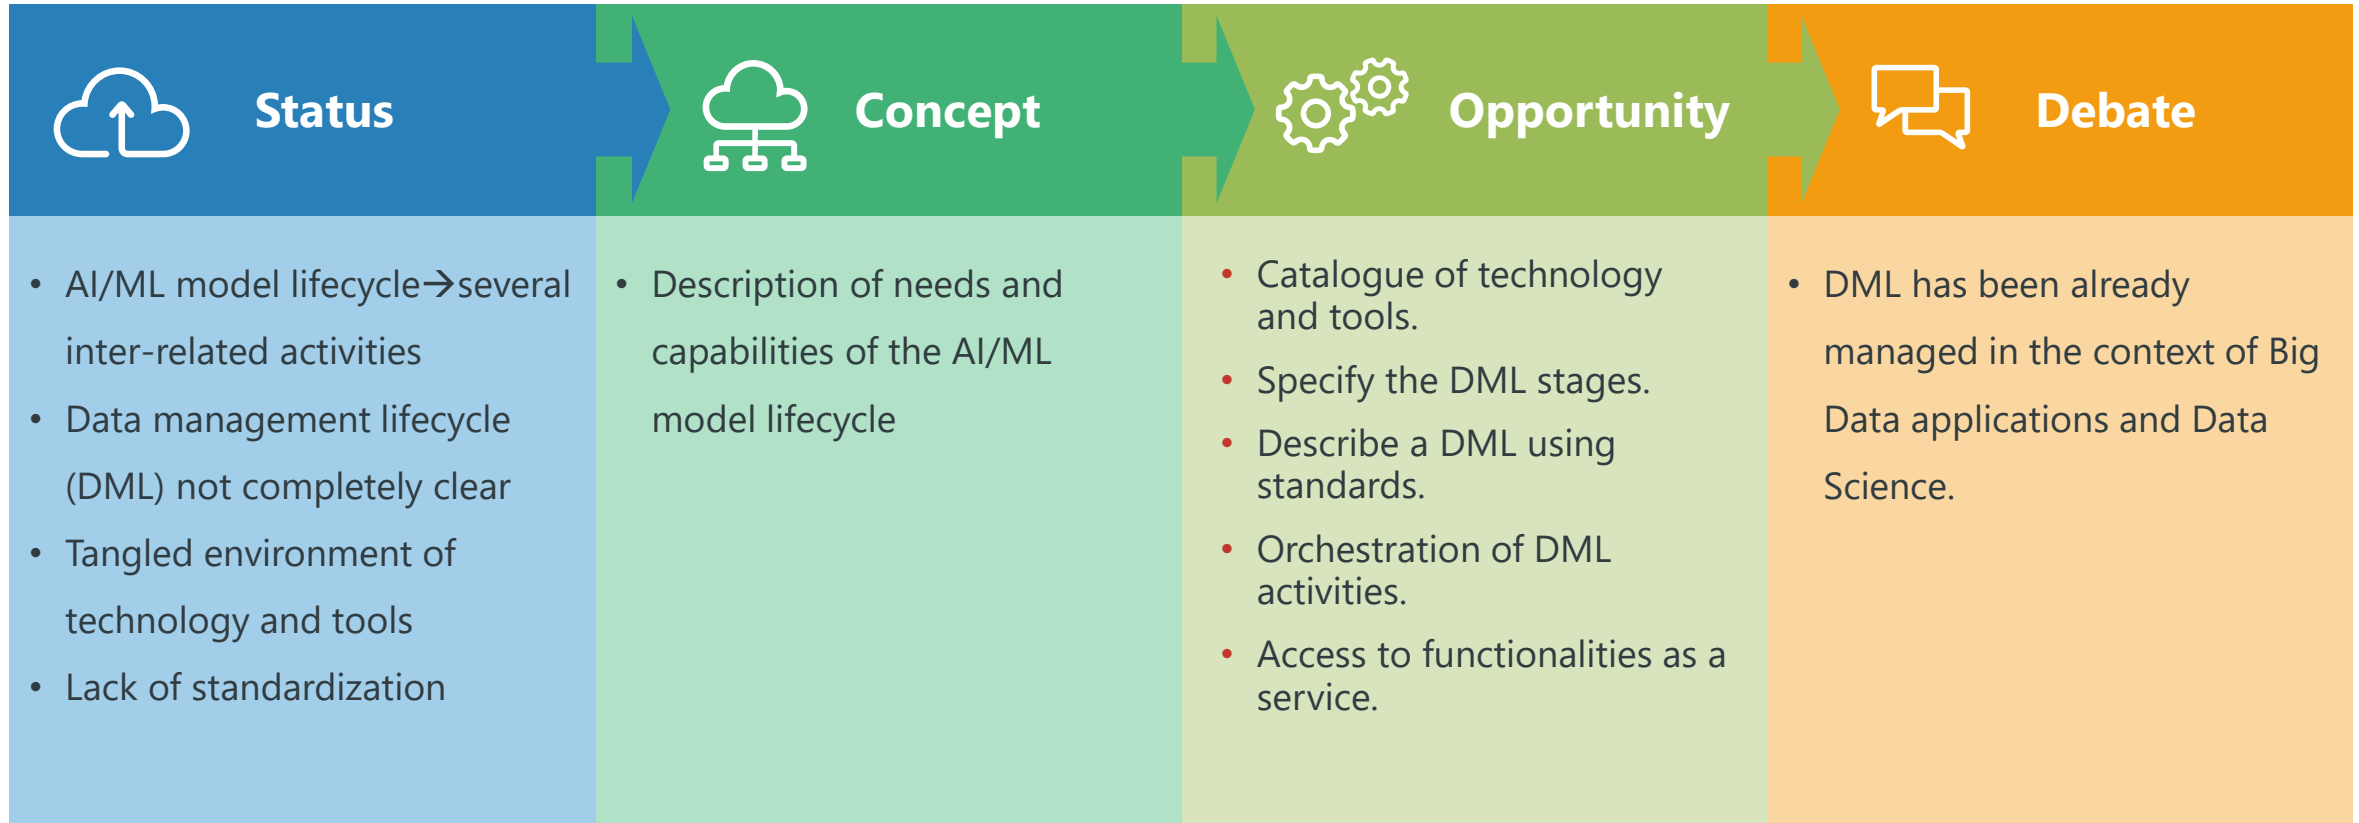 Status
• AI/ML model lifecycle→several
inter-related activities
• Data management lifecycle
(DML) not completely clear
• Tangled environment of
technology and tools
• Lack of standardization
Concept
• Description of needs and
capabilities of the AI/ML
model lifecycle
Opportunity
• Catalogue of technology
and tools.
• Specify the DML stages.
• Describe a DML using
standards.
• Orchestration of DML
activities.
• Access to functionalities as a
service.
Debate
• DML has been already
managed in the context of Big
Data applications and Data
Science.